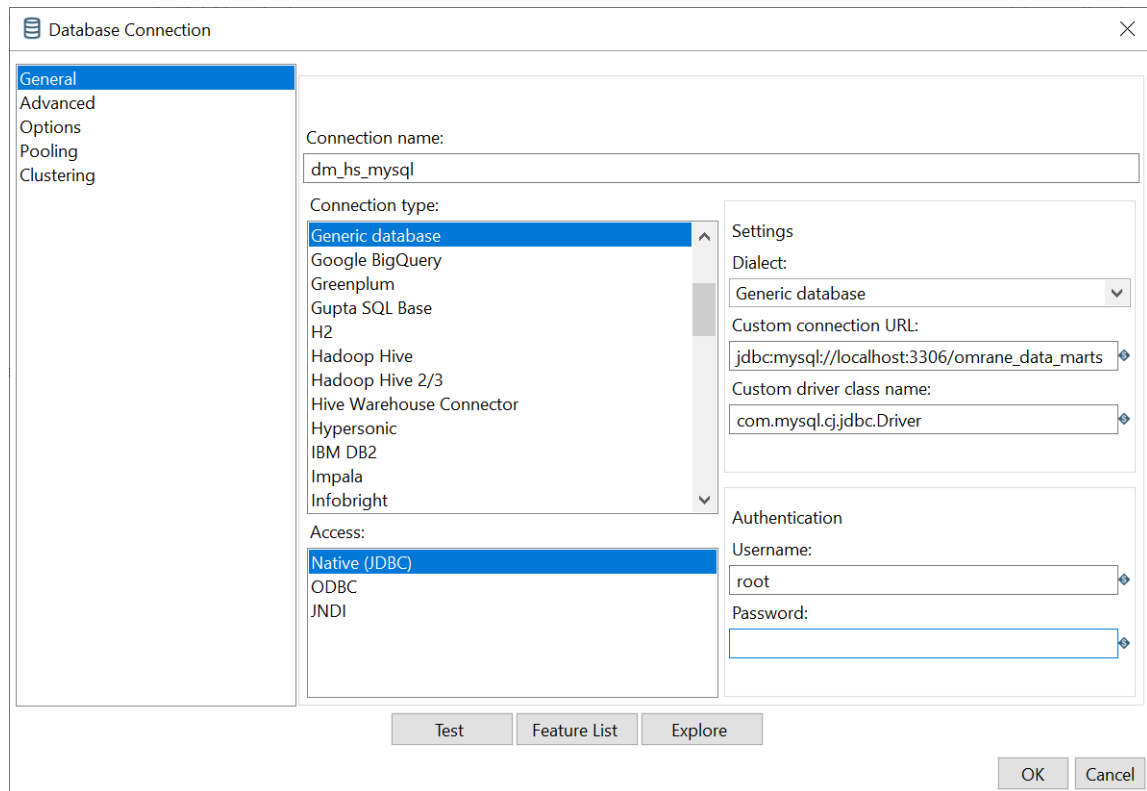 Database Connection
General
Advanced
Options
Pooling
Clustering
Connection name:
dm_hs_mysql
Connection type:
Generic database
Google BigQuery
Greenplum
Gupta SQL Base
H2
Hadoop Hive
Hadoop Hive 2/3
Hive Warehouse Connector
Hypersonic
IBM DB2
Impala
Infobright
Access:
Native (JDBC)
ODBC
JNDI
Settings
Dialect:
Generic database
Custom connection URL:
jdbc:mysql://localhost:3306/omrane_data_marts
Custom driver class name:
com.mysql.cj.jdbc.Driver
Authentication
Username:
root
Password:
Test
Feature List
Explore
OK
Cancel